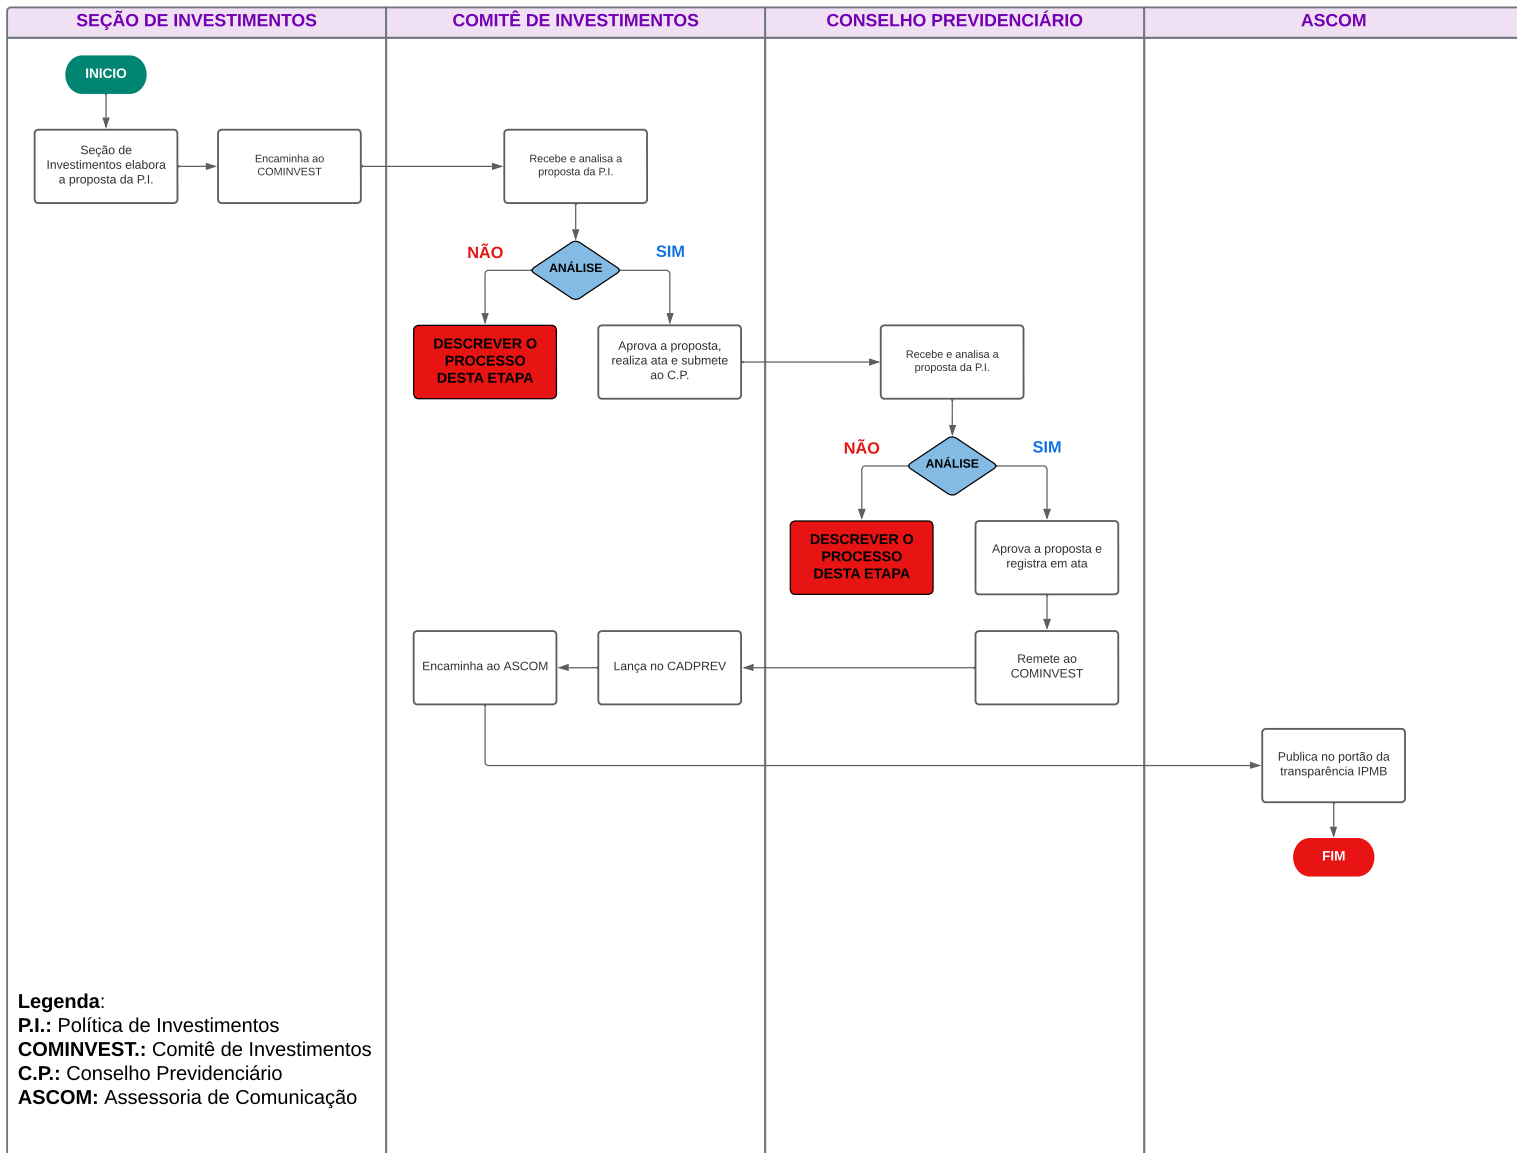 SEÇÃO DE INVESTIMENTOS
COMITÊ DE INVESTIMENTOS
CONSELHO PREVIDENCIÁRIO
ASCOM
INICIO
Seção de
Investimentos elabora
a proposta da P.I.
Encaminha ao
COMINVEST
Recebe e analisa a
proposta da P.I.
NÃO
ANÁLISE
SIM
DESCREVER O
PROCESSO
DESTA ETAPA
Aprova a proposta,
realiza ata e submete
ao C.P.
Recebe e analisa a
proposta da P.I.
NÃO
ANÁLISE
SIM
DESCREVER O
PROCESSO
DESTA ETAPA
Aprova a proposta e
registra em ata
Encaminha ao ASCOM
Lança no CADPREV
Remete ao
COMINVEST
Publica no portão da
transparência IPMB
FIM
Legenda:
P.I.: Política de Investimentos
COMINVEST.: Comitê de Investimentos
C.P.: Conselho Previdenciário
ASCOM: Assessoria de Comunicação